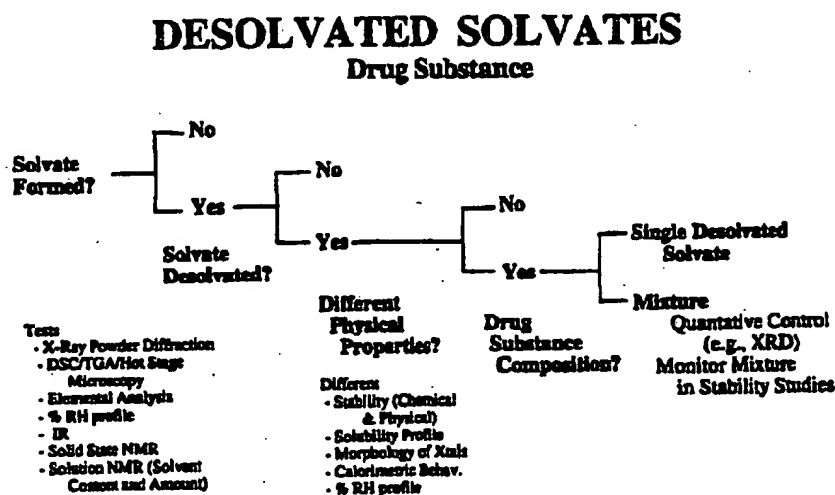 DESOLVATED SOLVATES
Drug Substance
No
Solvate
Formed?
Yes
No
Solvate
Desolvated?
Yes
No
Different
Physical
Properties?
Yes
Drug
Substance
Composition?
Single Desolvated
Solvate
Mixture
Quantative Control
(e.g., XRD)
Monitor Mixture
in Stability Studies
Tests
- X-Ray Powder Diffraction
- DSC/TGA/Hot Stage
Microscopy
- Elemental Analysis
- % RH profile
- IR
- Solid State NMR
- Solution NMR (Solvent
Content and Amount)
Different
- Stability (Chemical
& Physical)
- Solubility Profile
- Morphology of Xtals
- Calorimetric Behav.
- % RH profile